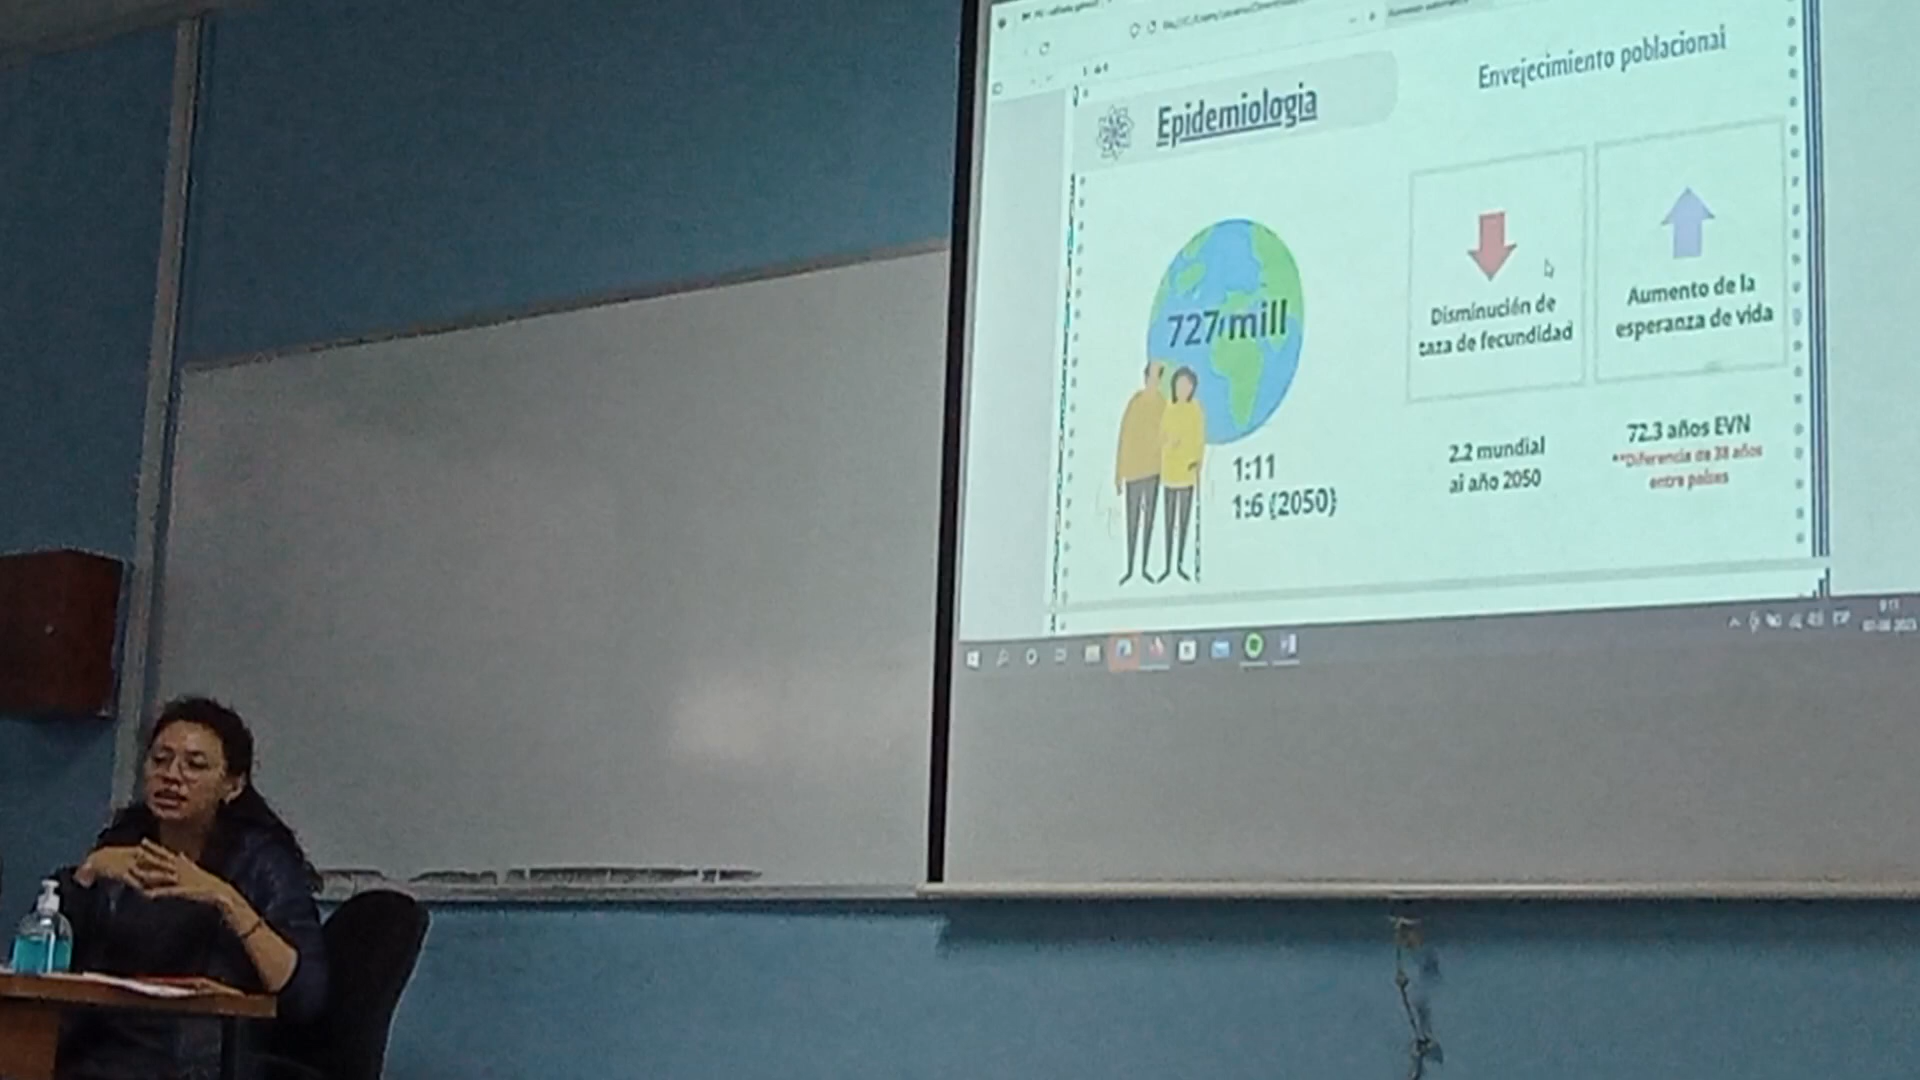 Epidemiologia
Envejecimiento poblacional
727 mill
1:11
1:6 (2050)
Disminución de
taza de fecundidad
Aumento de la
esperanza de vida
2.2 mundial
al año 2050
72.3 años EVN
**Diferencia de 38 años
entre países